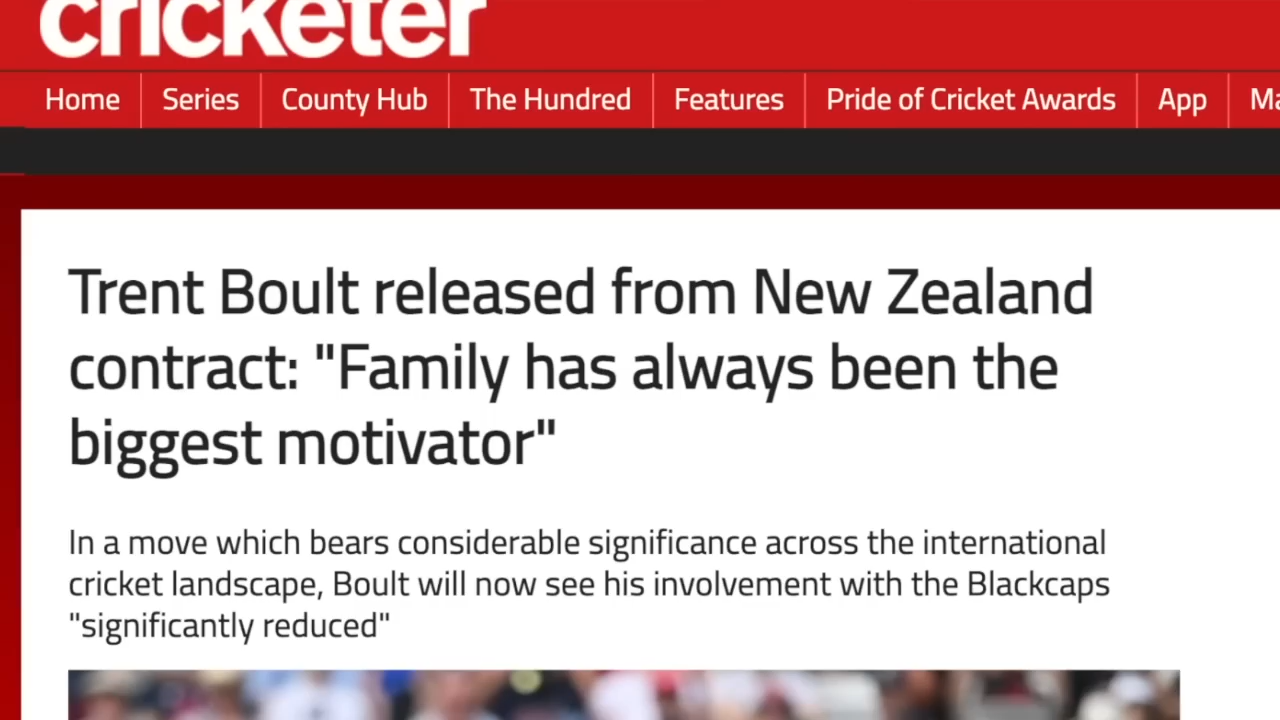 cricketer
Home Series County Hub The Hundred Features Pride of Cricket Awards App
Trent Boult released from New Zealand
contract: "Family has always been the
biggest motivator"
In a move which bears considerable significance across the international
cricket landscape, Boult will now see his involvement with the Blackcaps
"significantly reduced"